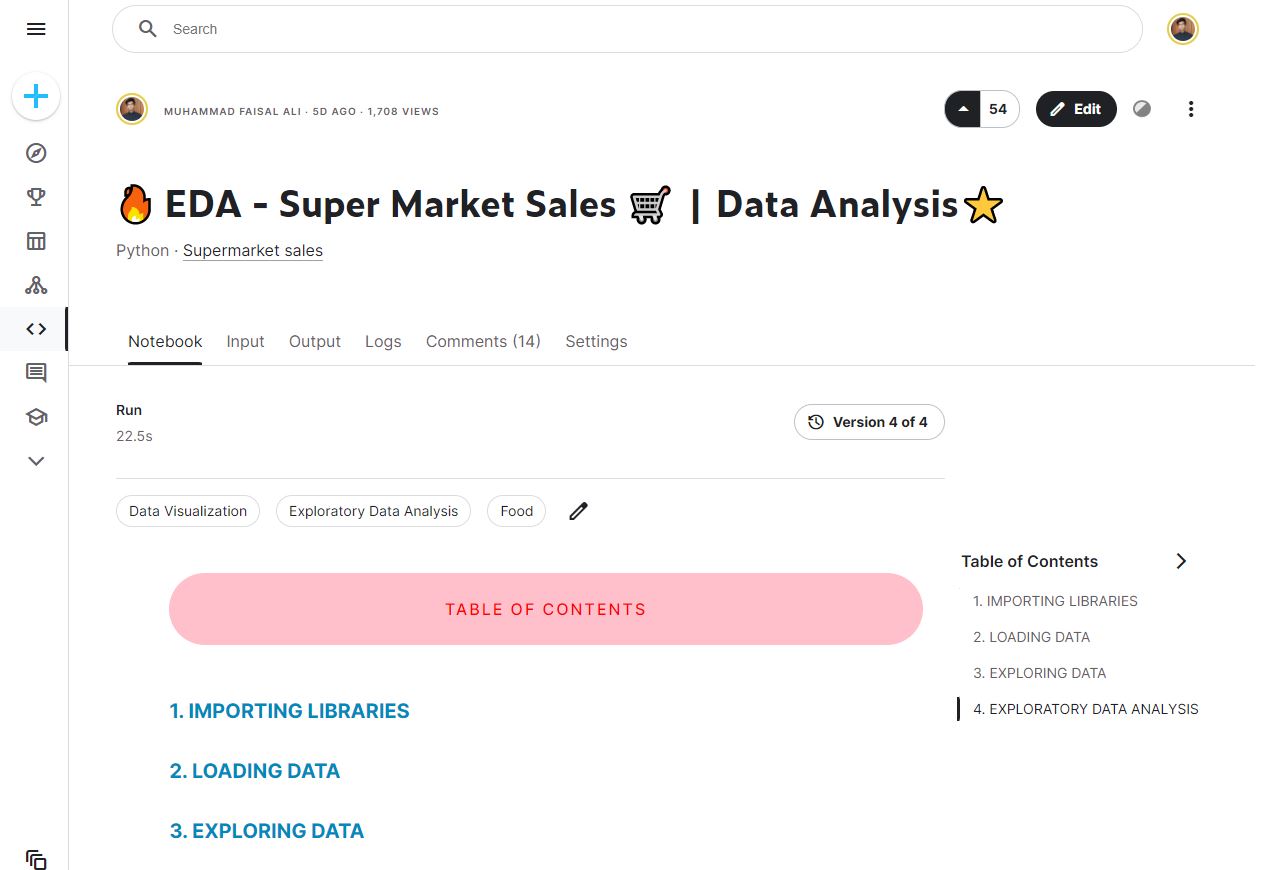 Search
MUHAMMAD FAISAL ALI · 5D AGO · 1,708 VIEWS
54
Edit
🔥 EDA - Super Market Sales 🛒 | Data Analysis⭐
Python · Supermarket sales
Notebook Input Output Logs Comments (14) Settings
Run
22.5s
Version 4 of 4
Data Visualization Exploratory Data Analysis Food
TABLE OF CONTENTS
1. IMPORTING LIBRARIES
2. LOADING DATA
3. EXPLORING DATA
Table of Contents
1. IMPORTING LIBRARIES
2. LOADING DATA
3. EXPLORING DATA
4. EXPLORATORY DATA ANALYSIS